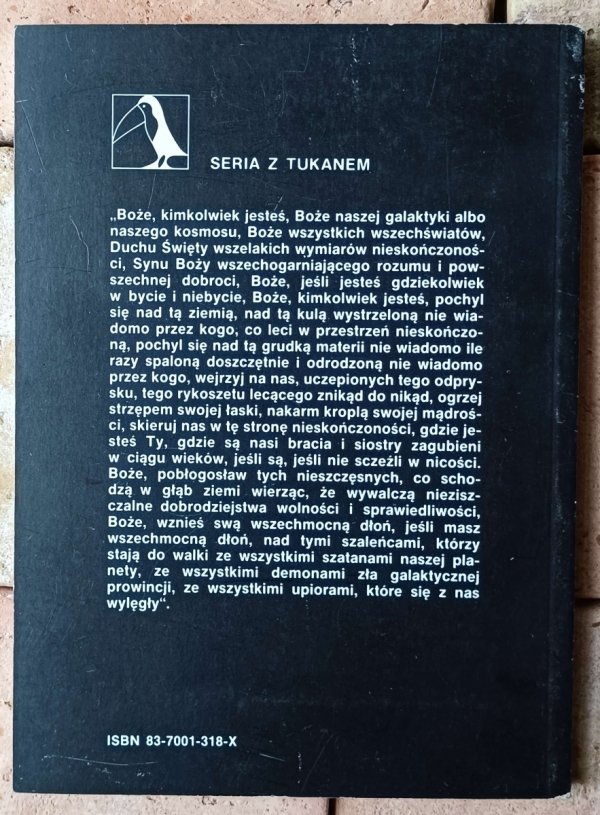 SERIA Z TUKANEM
„Boże, kimkolwiek jesteś, Boże naszej galaktyki albo
naszego kosmosu, Boże wszystkich wszechświatów,
Duchu Święty wszelakich wymiarów nieskończonoś-
ci, Synu Boży wszechogarniającego rozumu i pow-
szechnej dobroci, Boże, jeśli jesteś gdziekolwiek
w bycie i niebycie, Boże, kimkolwiek jesteś, pochyl
się nad tą ziemią, nad tą kulą wystrzeloną nie wia-
domo przez kogo, co leci w przestrzeń nieskończo-
ną, pochyl się nad tą grudką materii nie wiadomo ile
razy spaloną doszczętnie i odrodzoną nie wiadomo
przez kogo, wejrzyj na nas, uczepionych tego odpry-
sku, tego rykoszetu lecącego znikąd do nikąd, ogrzej
strzępem swojej łaski, nakarm kroplą swojej mądroś-
ci, skieruj nas w tę stronę nieskończoności, gdzie je-
steś Ty, gdzie są nasi bracia i siostry zagubieni
w ciągu wieków, jeśli są, jeśli nie sczeźli w nicości.
Boże, pobłogosław tych nieszczęsnych, co scho-
dzą w głąb ziemi wierząc, że wywalczą niezisz-
czalne dobrodziejstwa wolności i sprawiedliwości,
Boże, wznieś swą wszechmocną dłoń, jeśli masz
wszechmocną dłoń, nad tymi szaleńcami, którzy
stają do walki ze wszystkimi szatanami naszej pla-
nety, ze wszystkimi demonami zła galaktycznej
prowincji, ze wszystkimi upiorami, które się z nas
wylęgły“.
ISBN 83-7001-318-X